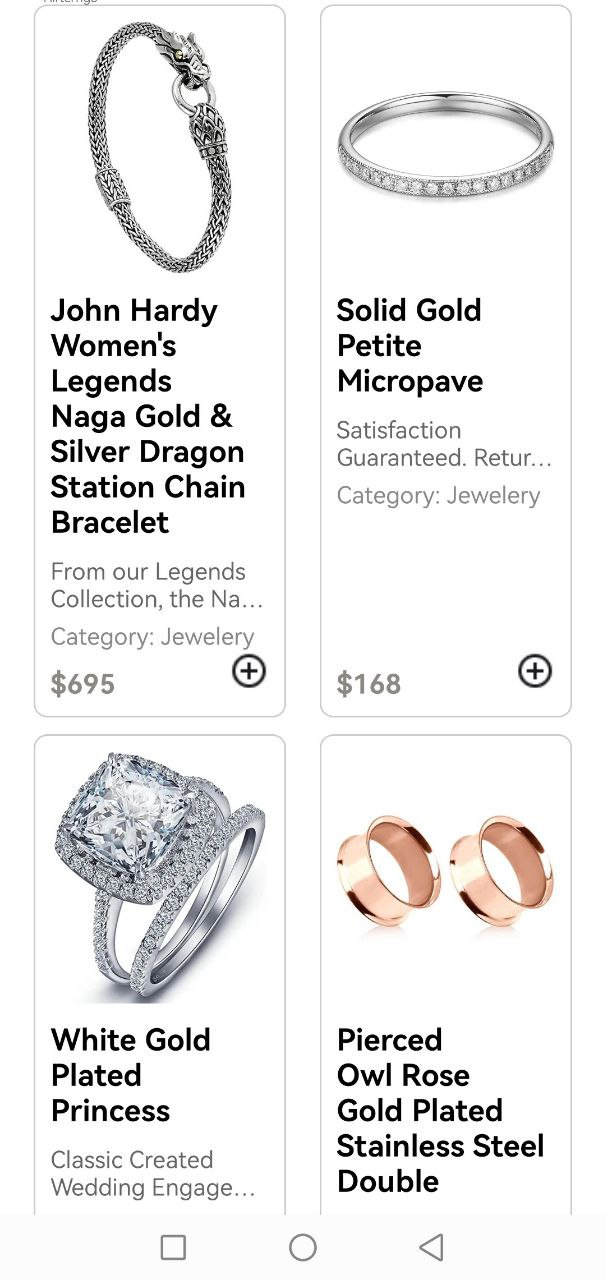 John Hardy
Women's
Legends
Naga Gold &
Silver Dragon
Station Chain
Bracelet
From our Legends
Collection, the Na...
Category: Jewelery
$695
Solid Gold
Petite
Micropave
Satisfaction
Guaranteed. Retur...
Category: Jewelery
$168
White Gold
Plated
Princess
Classic Created
Wedding Engage...
Pierced
Owl Rose
Gold Plated
Stainless Steel
Double